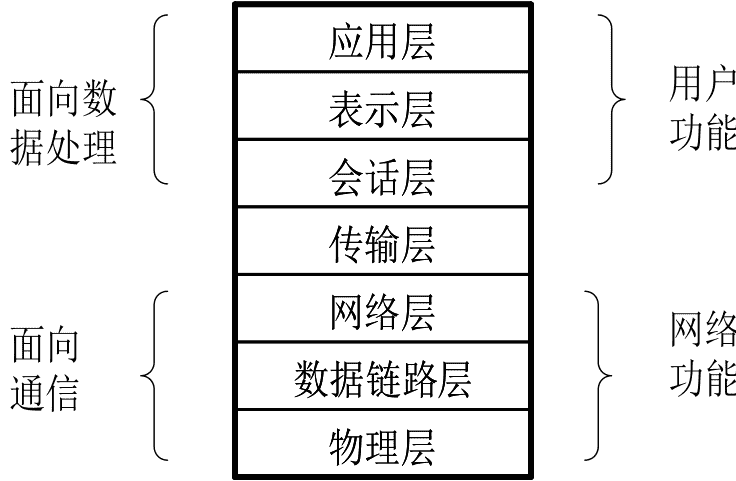 面向数
据处理
应用层
表示层
会话层
传输层
网络层
数据链路层
物理层
用户
功能
面向
通信
网络
功能